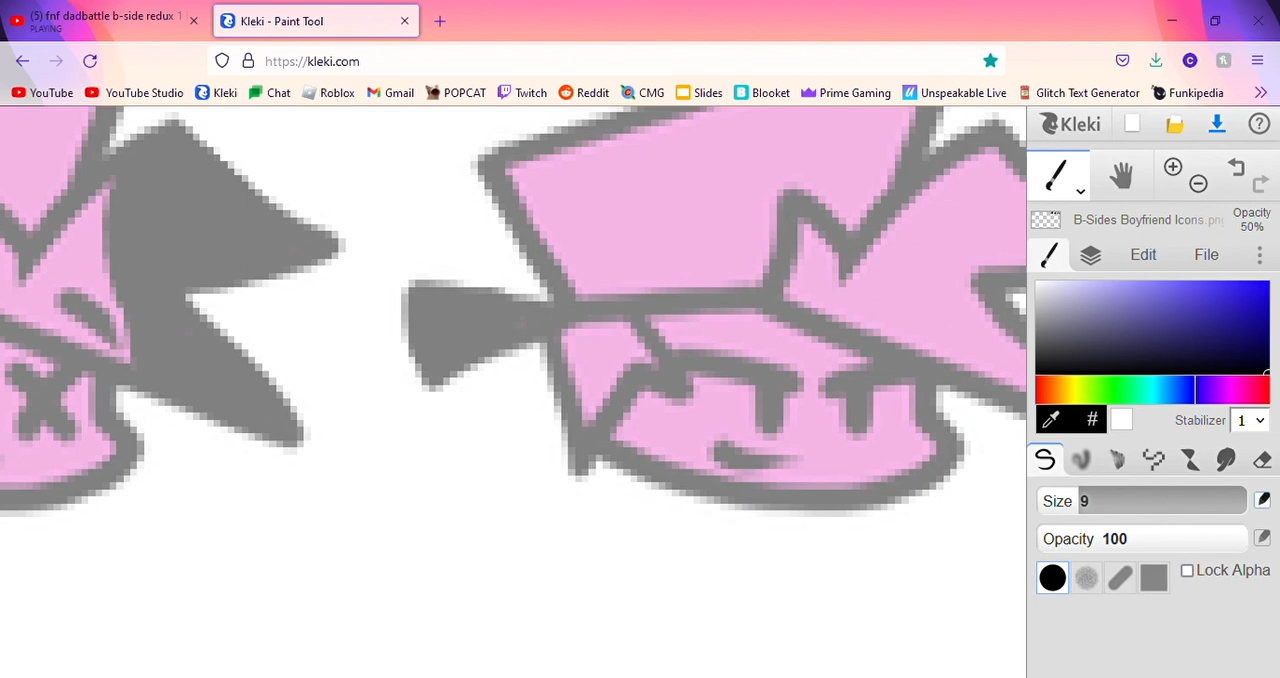 (5) fnf dadbattle b-side redux 1
PLAYING
Kleki - Paint Tool
https://kleki.com
YouTube YouTube Studio Kleki Chat Roblox Gmail POPCAT Twitch Reddit CMG Slides Blooket Prime Gaming Unspeakable Live Glitch Text Generator Funkipedia
Kleki
B-Sides Boyfriend Icons.png
Opacity
50%
Edit File
# Stabilizer 1
Size 9
Opacity 100
Lock Alpha